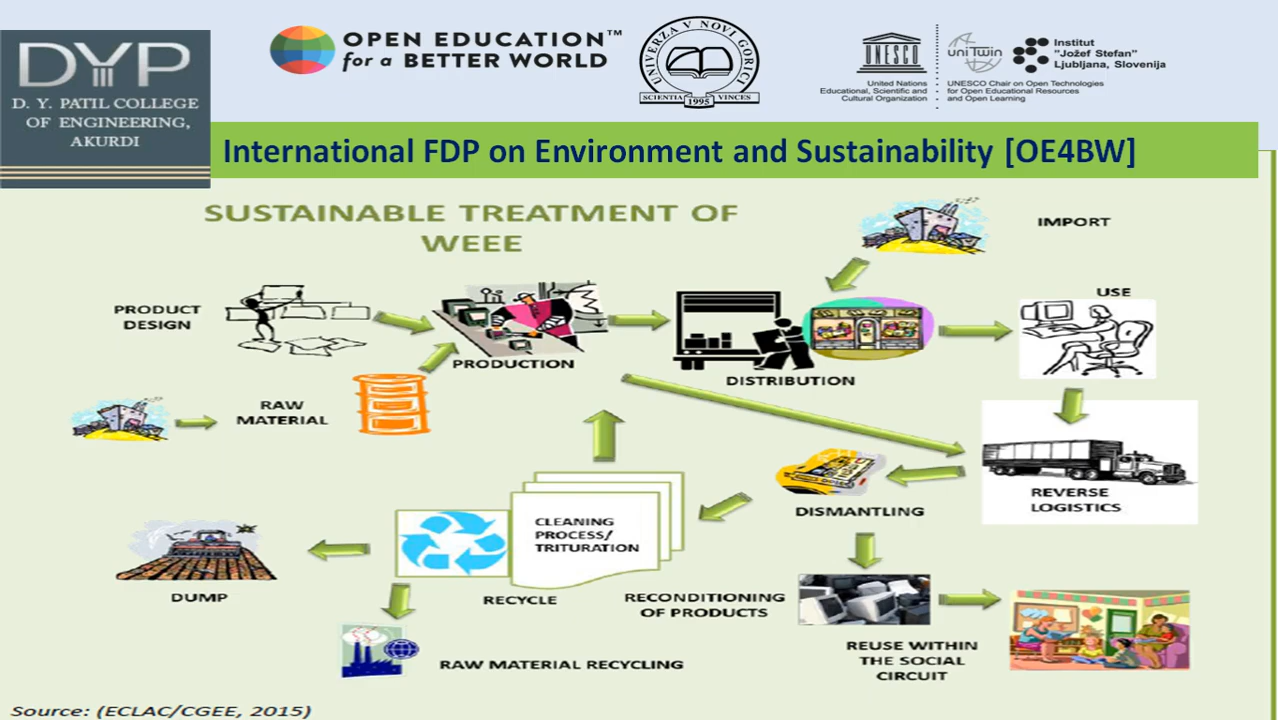 DYP
D. Y. PATIL COLLEGE
OF ENGINEERING,
AKURDI
OPEN EDUCATION™
for a BETTER WORLD
UNIVERZA V NOVI GORICI
SCIENTIA VINCES
1995
UNESCO
United Nations
Educational, Scientific and
Cultural Organization
uniTwin
Institut
"Jožef Stefan"
Ljubljana, Slovenija
UNESCO Chair on Open Technologies
for Open Educational Resources
and Open Learning
International FDP on Environment and Sustainability [OE4BW]
SUSTAINABLE TREATMENT OF
WEEE
IMPORT
PRODUCT
DESIGN
PRODUCTION
DISTRIBUTION
USE
RAW
MATERIAL
REVERSE
LOGISTICS
DISMANTLING
CLEANING
PROCESS/
TRITURATION
DUMP
RECYCLE
RECONDITIONING
OF PRODUCTS
REUSE WITHIN
THE SOCIAL
CIRCUIT
RAW MATERIAL RECYCLING
Source: (ECLAC/CGEE, 2015)